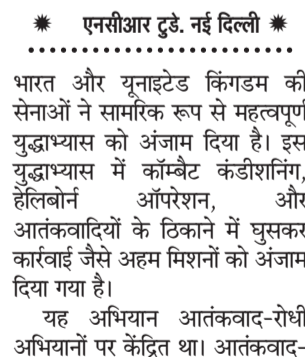 एनसीआर टुडे. नई दिल्ली
भारत और यूनाइटेड किंगडम की
सेनाओं ने सामरिक रूप से महत्वपूर्ण
युद्धाभ्यास को अंजाम दिया है। इस
युद्धाभ्यास में कॉम्बैट कंडीशनिंग,
हेलिबोर्न ऑपरेशन, और
आतंकवादियों के ठिकाने में घुसकर
कार्रवाई जैसे अहम मिशनों को अंजाम
दिया गया है।
यह अभियान आतंकवाद-रोधी
अभियानों पर केंद्रित था। आतंकवाद-